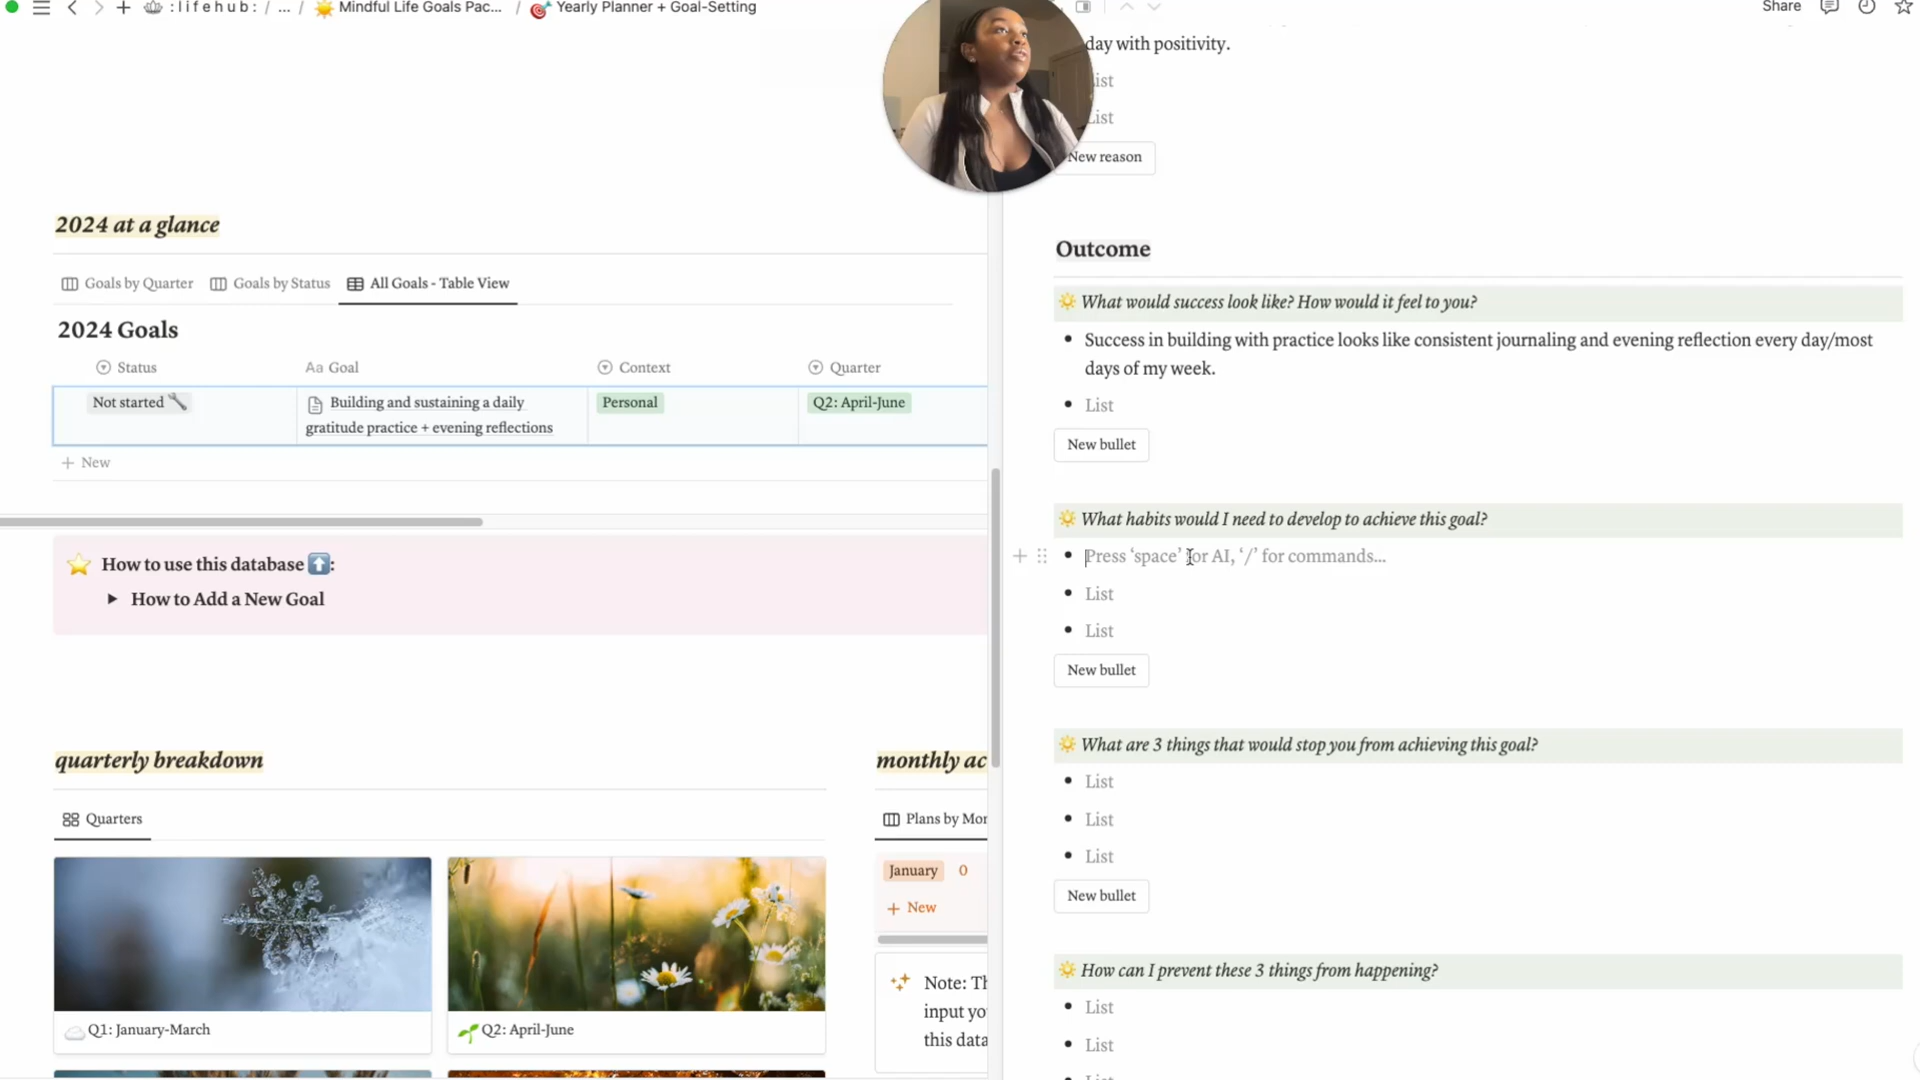 : l i f e h u b : / ... / Mindful Life Goals Pac... / Yearly Planner + Goal-Setting
Share
2024 at a glance
Goals by Quarter Goals by Status All Goals - Table View
2024 Goals
Status Aa Goal Context Quarter
Not started Building and sustaining a daily gratitude practice + evening reflections Personal Q2: April-June
+ New
How to use this database :
How to Add a New Goal
quarterly breakdown
Quarters
Q1: January-March
Q2: April-June
monthly ac
Plans by Mor
January 0
+ New
Note: Th
input yo
this data
day with positivity.
List
List
New reason
Outcome
What would success look like? How would it feel to you?
• Success in building with practice looks like consistent journaling and evening reflection every day/most
days of my week.
• List
New bullet
What habits would I need to develop to achieve this goal?
• Press ‘space’ for AI, ‘/’ for commands...
• List
• List
New bullet
What are 3 things that would stop you from achieving this goal?
• List
• List
• List
New bullet
How can I prevent these 3 things from happening?
• List
• List